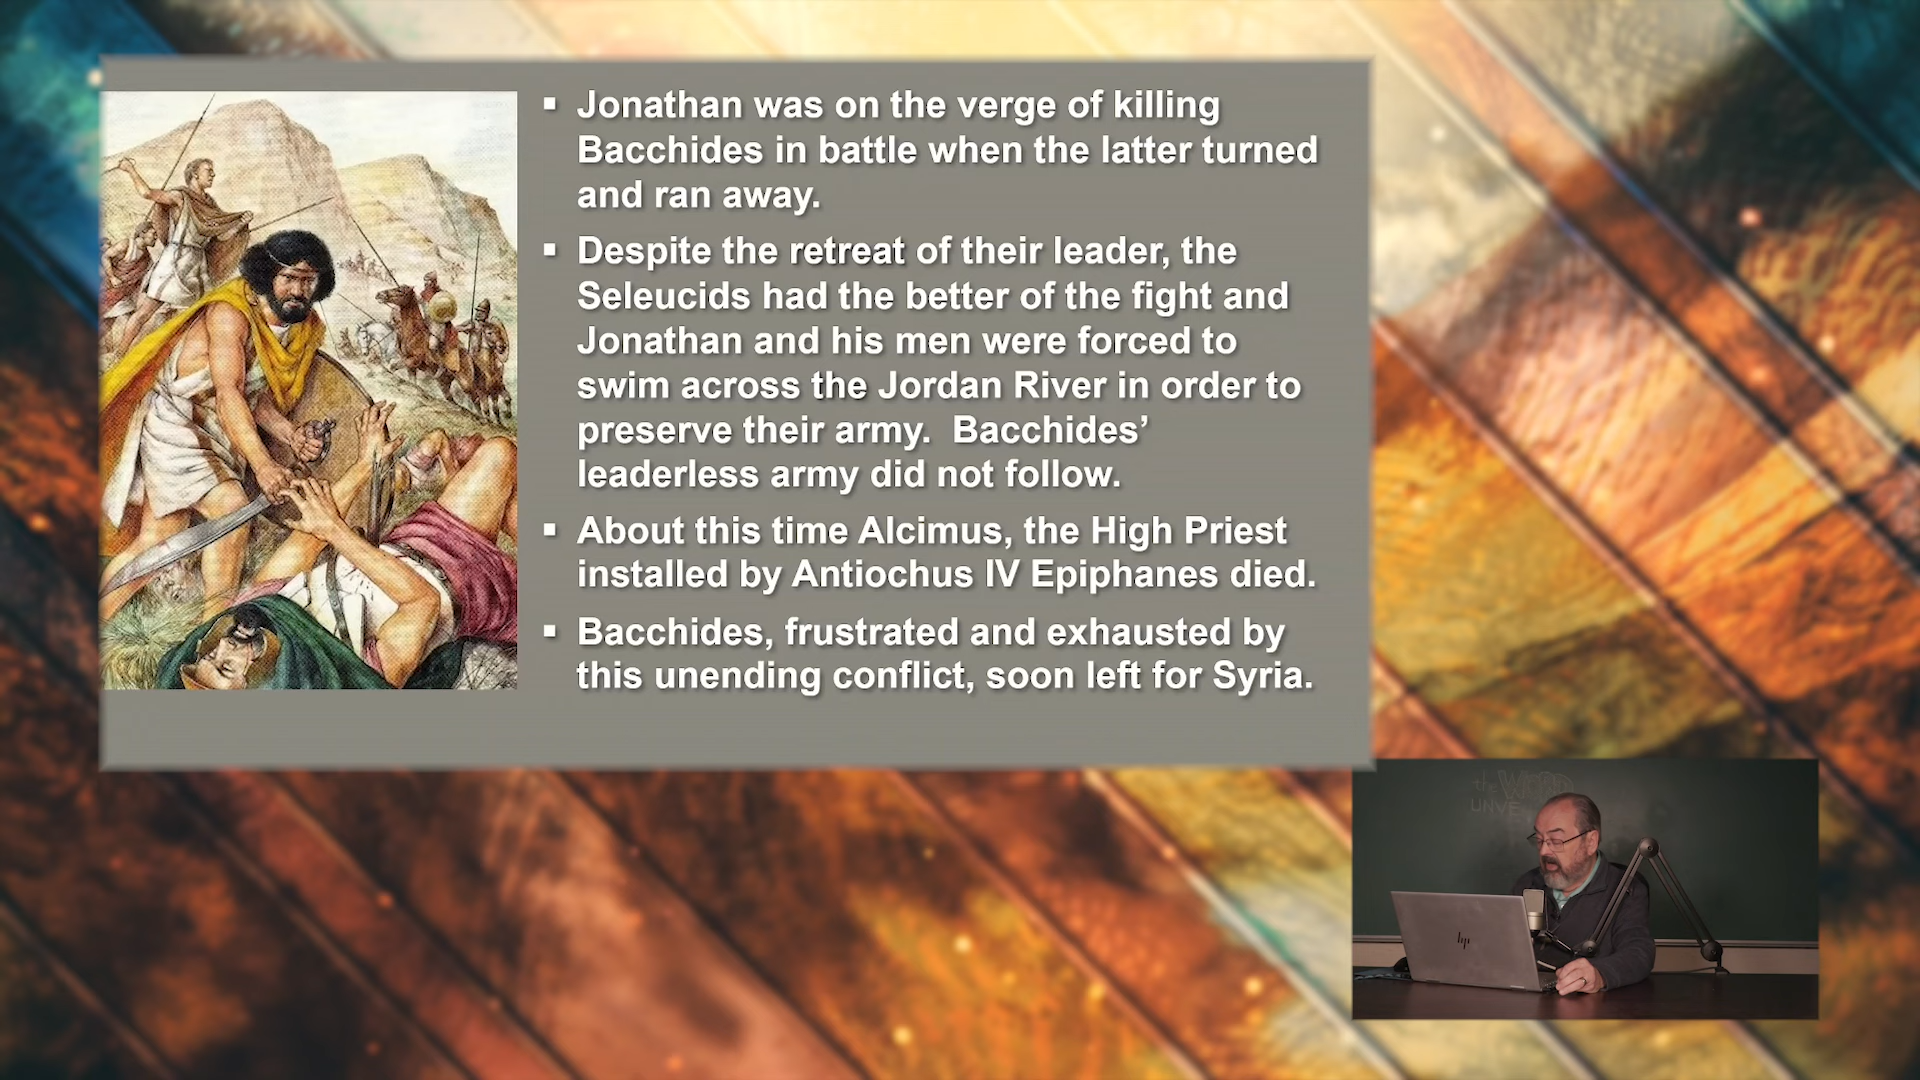 ▪ Jonathan was on the verge of killing
Bacchides in battle when the latter turned
and ran away.
▪ Despite the retreat of their leader, the
Seleucids had the better of the fight and
Jonathan and his men were forced to
swim across the Jordan River in order to
preserve their army.  Bacchides’
leaderless army did not follow.
▪ About this time Alcimus, the High Priest
installed by Antiochus IV Epiphanes died.
▪ Bacchides, frustrated and exhausted by
this unending conflict, soon left for Syria.
the WORD
hp